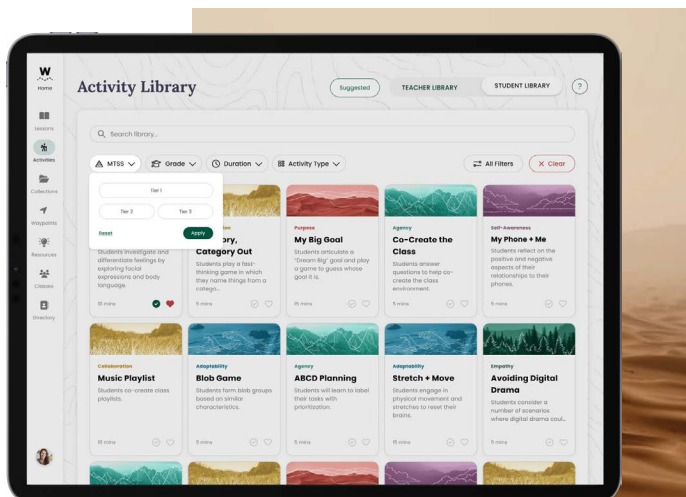 W
Home
Lessons
Activities
Collections
Waypoints
Resources
Classes
Directory
Activity Library
Suggested
TEACHER LIBRARY
STUDENT LIBRARY
?
Search library...
MTSS
Grade
Duration
Activity Type
All Filters
Clear
Tier 1
Tier 2
Tier 3
Reset
Apply
Students investigate and
differentiate feelings by
exploring facial
expressions and body
language.
15 mins
Category Out
Students play a fast-
thinking game in which
they name things from a
catego...
5 mins
Purpose
My Big Goal
Students articulate a
"Dream Big" goal and play
a game to guess whose
goal it is.
15 mins
Agency
Co-Create the
Class
Students answer
questions to help co-
create the class
environment.
5 mins
Self-Awareness
My Phone + Me
Students reflect on the
positive and negative
aspects of their
relationships to their
phones.
5 mins
Collaboration
Music Playlist
Students co-create class
playlists.
15 mins
Adaptability
Blob Game
Students form blob groups
based on similar
characteristics.
5 mins
Agency
ABCD Planning
Students will learn to label
their tasks with
prioritization.
5 mins
Adaptability
Stretch + Move
Students engage in
physical movement and
stretches to reset their
brains.
15 mins
Empathy
Avoiding Digital
Drama
Students consider a
number of scenarios
where digital drama coul...
5 mins